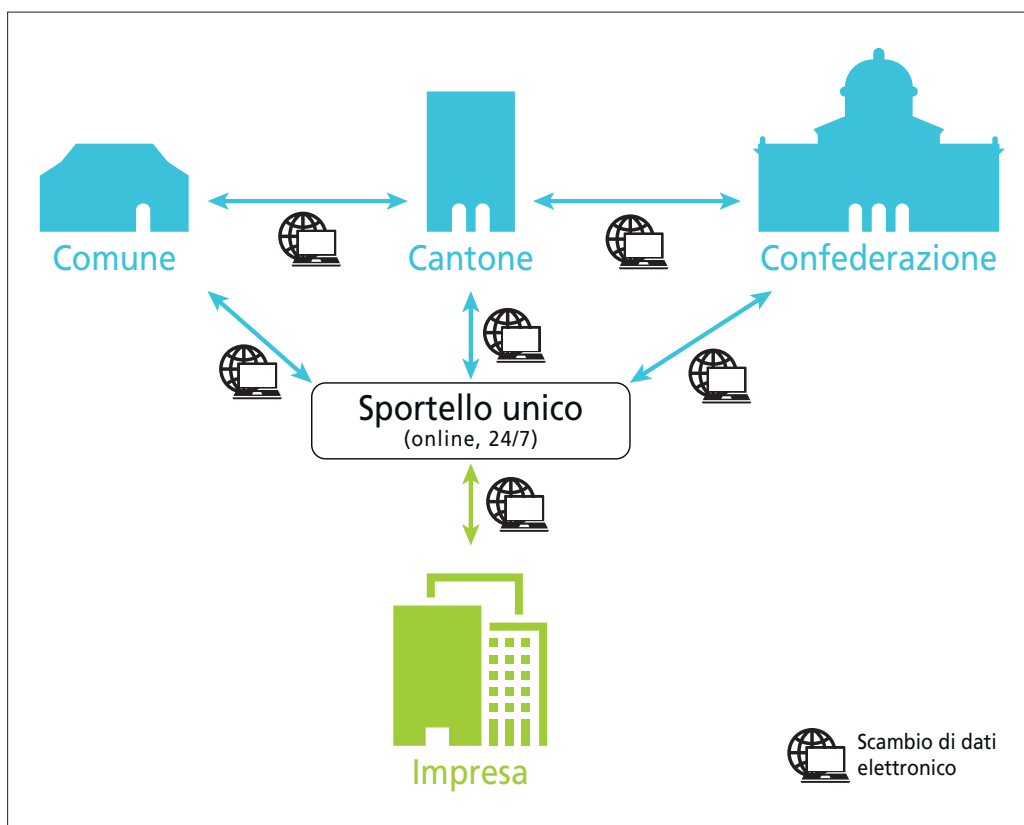 Comune
Cantone
Confederazione
Sportello unico
(online, 24/7)
Impresa
Scambio di dati
elettronico